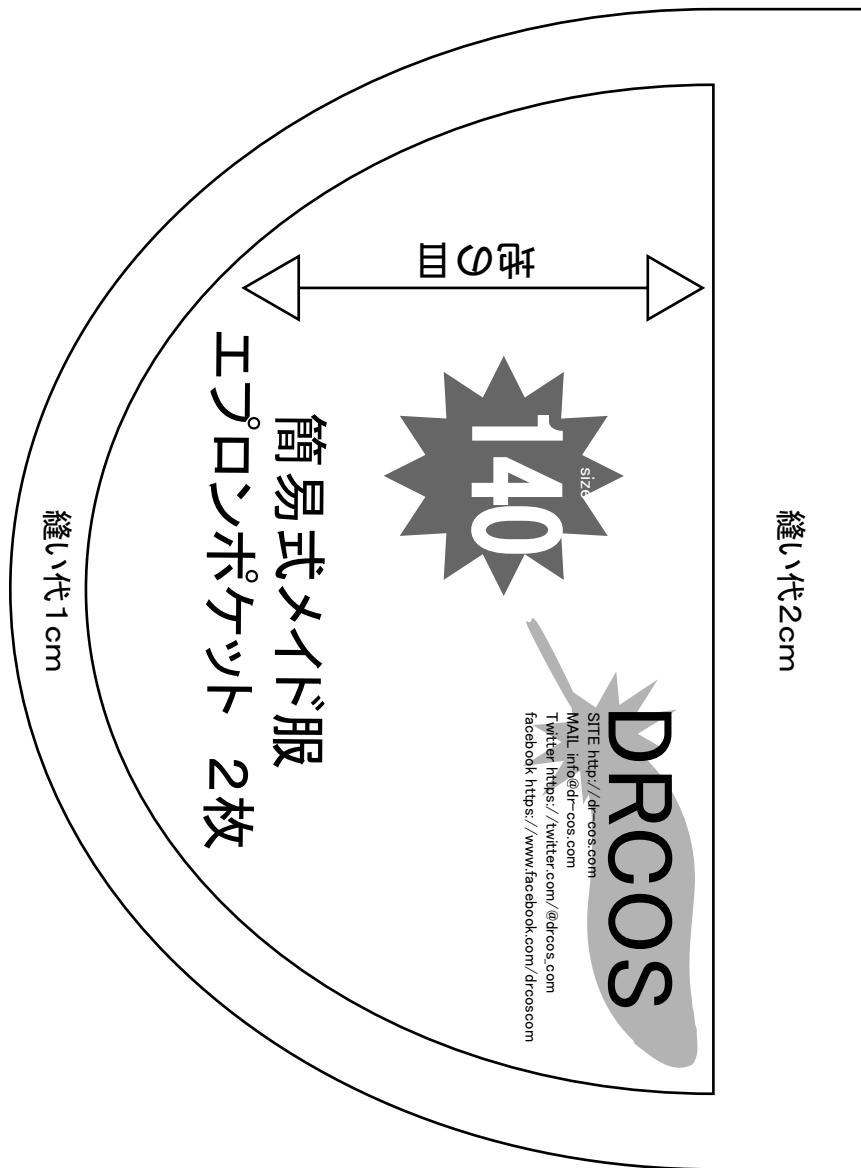 縫い代2cm
DRCOS
SITE http://dr-cos.com
MAIL info@dr-cos.com
Twitter https://twitter.com/@drcos_com
facebook https://www.facebook.com/drcoscom
size
140
地の目
簡易式メイド服
エプロンポケット 2枚
縫い代1cm